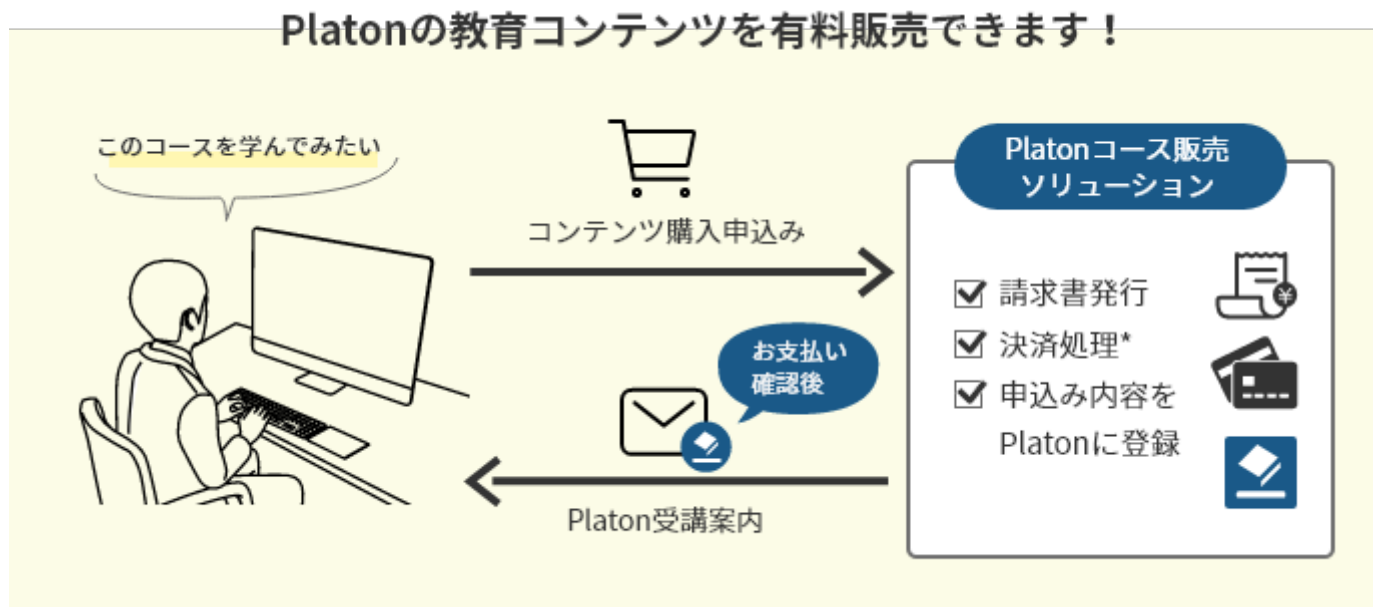 Platonの教育コンテンツを有料販売できます！
このコースを学んでみたい
コンテンツ購入申込み
お支払い
確認後
Platon受講案内
Platonコース販売
ソリューション
請求書発行
決済処理*
申込み内容を
Platonに登録
¥